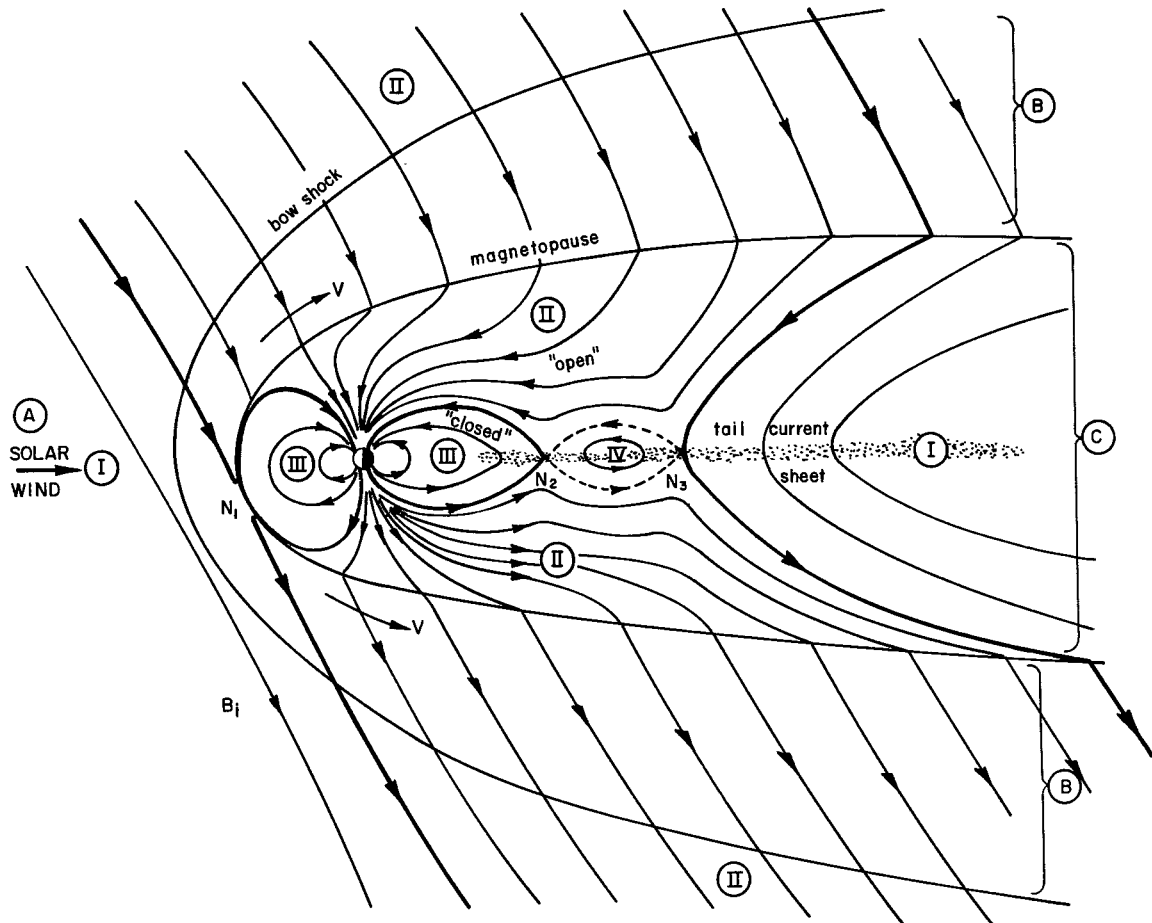 II
B
bow shock
magnetopause
V
II
"open"
C
A
SOLAR
WIND
I
"closed"
III
III
IV
tail current
sheet
I
N1
N2
N3
II
V
Bi
B
II